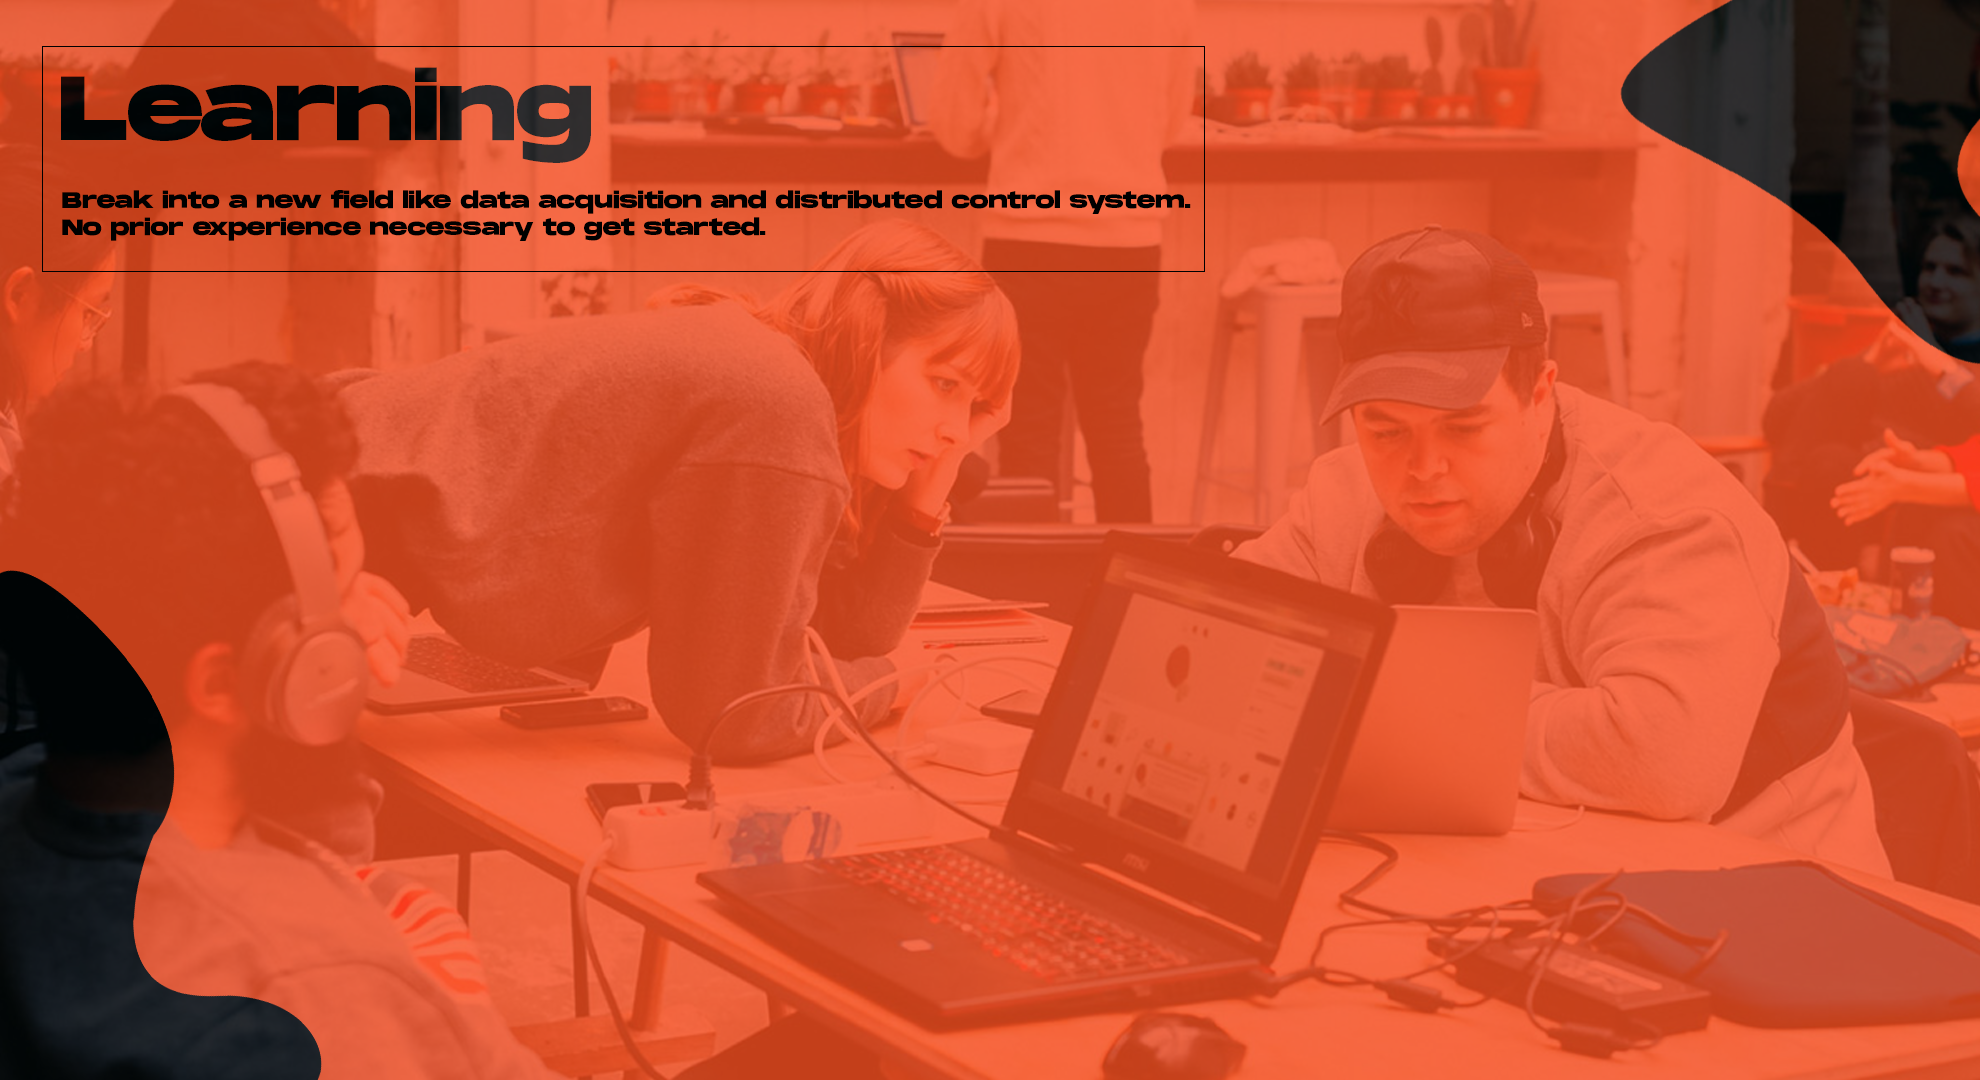 Learning
Break into a new field like data acquisition and distributed control system.
No prior experience necessary to get started.
msi